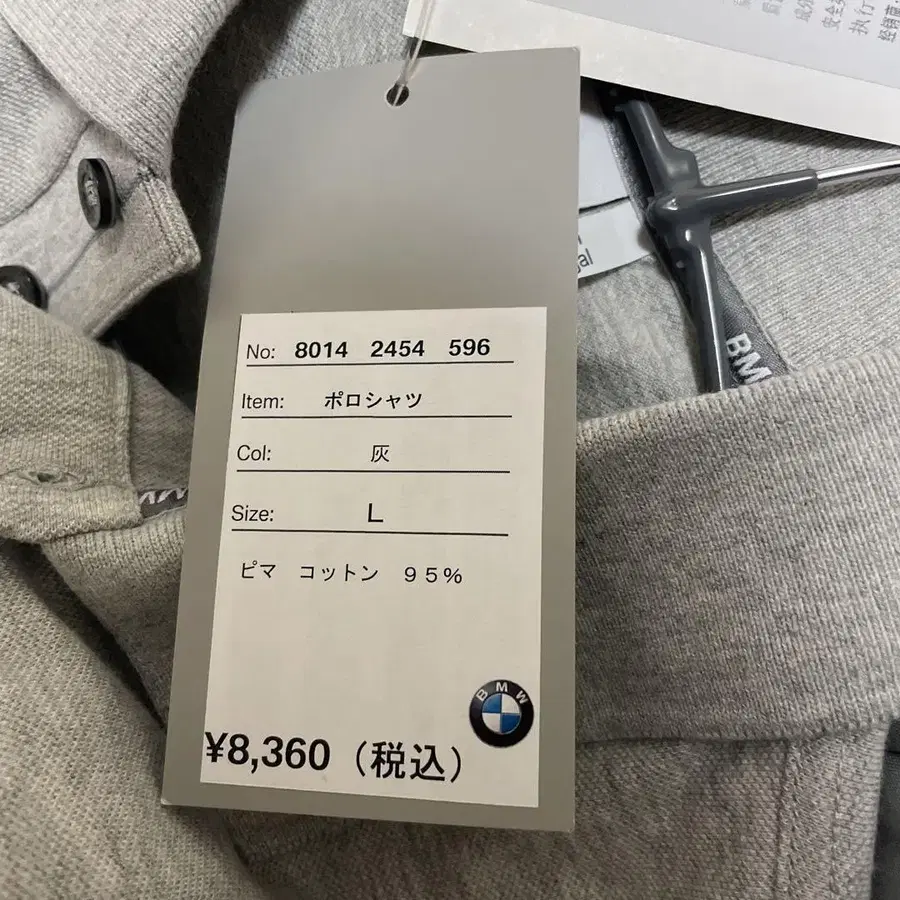 No: 8014 2454 596
Item: ポロシャツ
Col: 灰
Size: L
ピマ コットン 95%
BMW
¥8,360（税込）
BMW